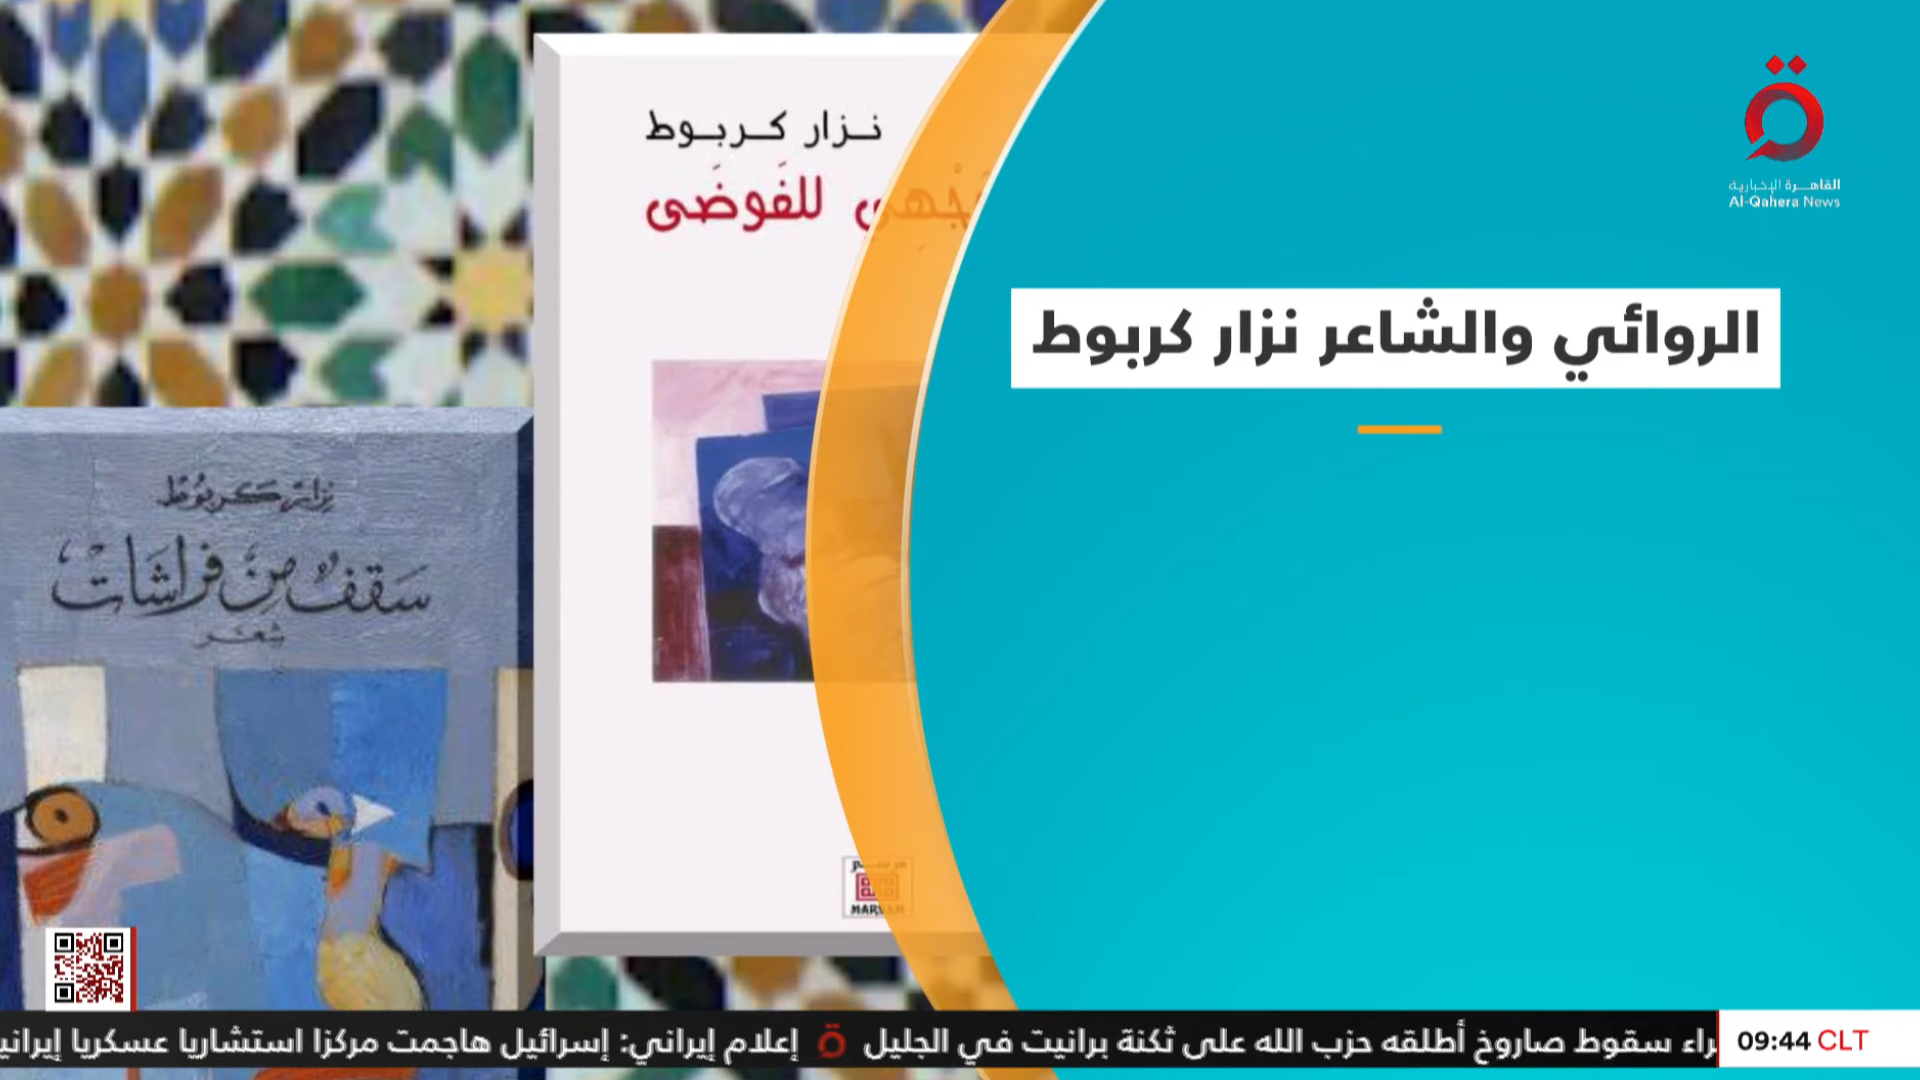 القاهرة الإخبارية
Al-Qahera News
الروائي والشاعر نزار كربوط
نزار كربوط
للفَوضَى
مرسم
MARSAM
نزار كربوط
سقف من فراشات
شعر
سقوط صاروخ أطلقه حزب الله على ثكنة برانيت في الجليل
إعلام إيراني: إسرائيل هاجمت مركزا استشاريا عسكريا
09:44 CLT